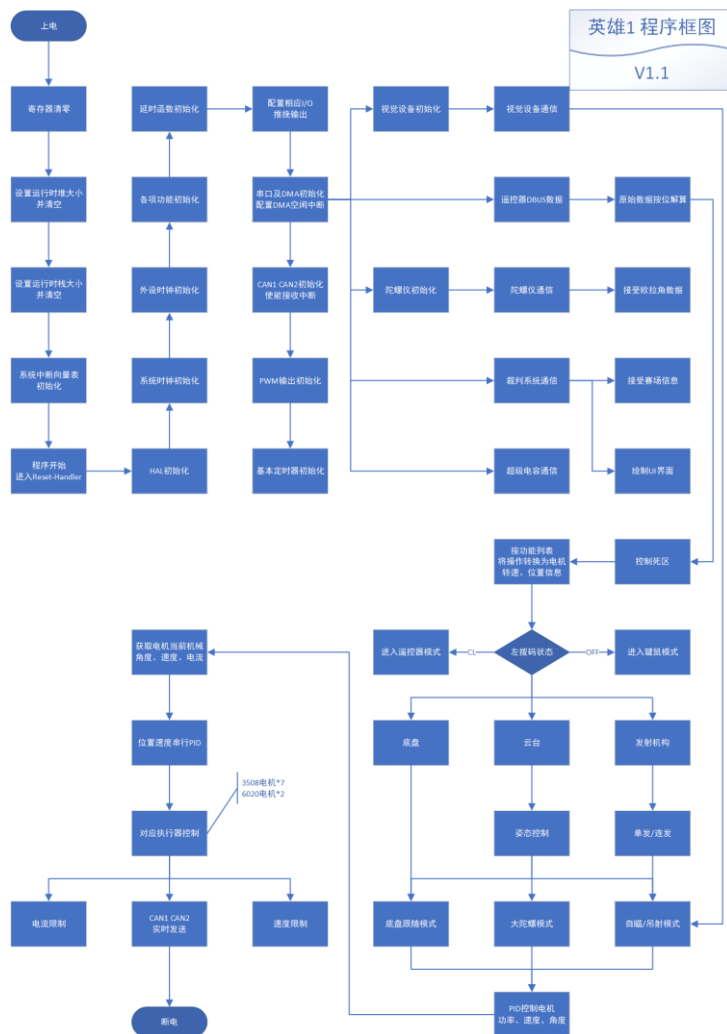 英雄1 程序框图
V1.1
上电
寄存器清零
延时函数初始化
配置相应I/O
推挽输出
视觉设备初始化
视觉设备通信
设置运行时堆大小
并清空
各项功能初始化
串口及DMA初始化
配置DMA空闲中断
遥控器DBUS数据
原始数据按位解算
设置运行时栈大小
并清空
外设时钟初始化
CAN1 CAN2初始化
使能接收中断
陀螺仪初始化
陀螺仪通信
接受欧拉角数据
系统中断向量表
初始化
系统时钟初始化
PWM输出初始化
裁判系统通信
接受赛场信息
程序开始
进入Reset-Handler
HAL初始化
基本定时器初始化
超级电容通信
绘制UI界面
按功能列表
将操作转换为电机
转速、位置信息
控制死区
获取电机当前机械
角度、速度、电流
进入遥控器模式
CL
左拨码状态
OFF
进入键鼠模式
位置速度串行PID
底盘
云台
发射机构
3508电机*7
6020电机*2
对应执行器控制
姿态控制
单发/连发
电流限制
CAN1 CAN2
实时发送
速度限制
底盘跟随模式
大陀螺模式
自瞄/吊射模式
断电
PID控制电机
功率、速度、角度